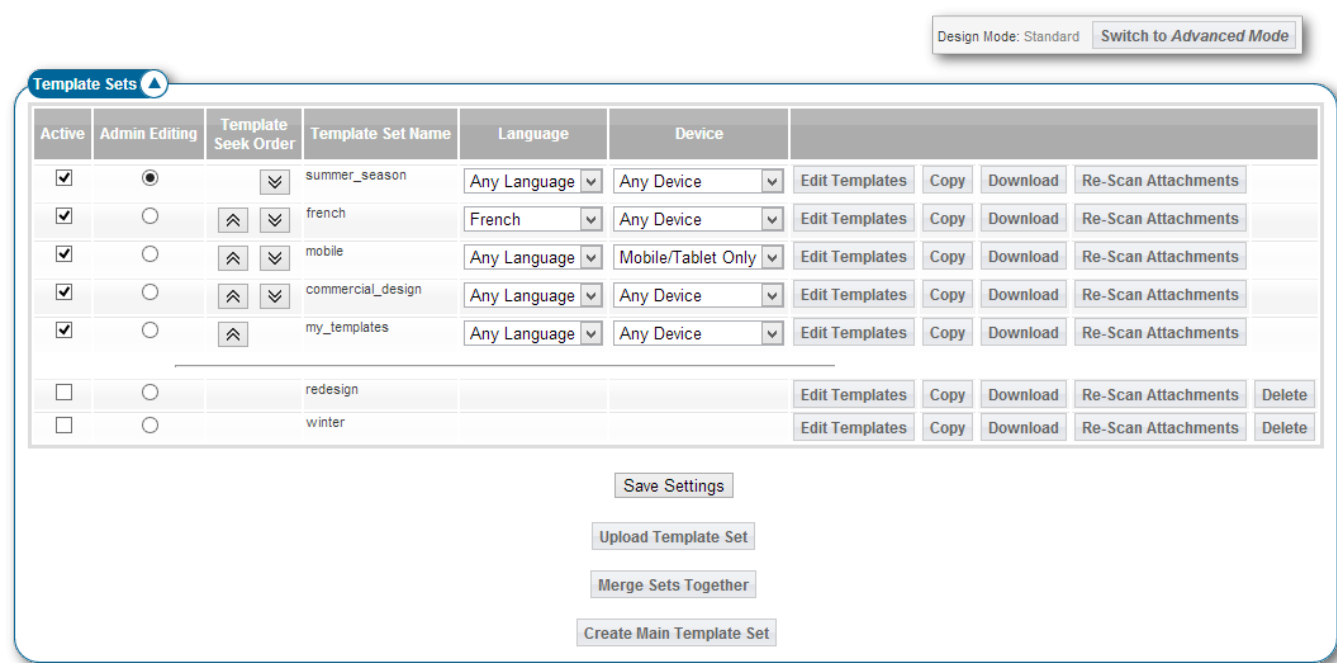 Design Mode: Standard Switch to Advanced Mode
Template Sets
Active Admin Editing Template Seek Order Template Set Name Language Device
summer_season Any Language Any Device Edit Templates Copy Download Re-Scan Attachments
french French Any Device Edit Templates Copy Download Re-Scan Attachments
mobile Any Language Mobile/Tablet Only Edit Templates Copy Download Re-Scan Attachments
commercial_design Any Language Any Device Edit Templates Copy Download Re-Scan Attachments
my_templates Any Language Any Device Edit Templates Copy Download Re-Scan Attachments
redesign Edit Templates Copy Download Re-Scan Attachments Delete
winter Edit Templates Copy Download Re-Scan Attachments Delete
Save Settings
Upload Template Set
Merge Sets Together
Create Main Template Set